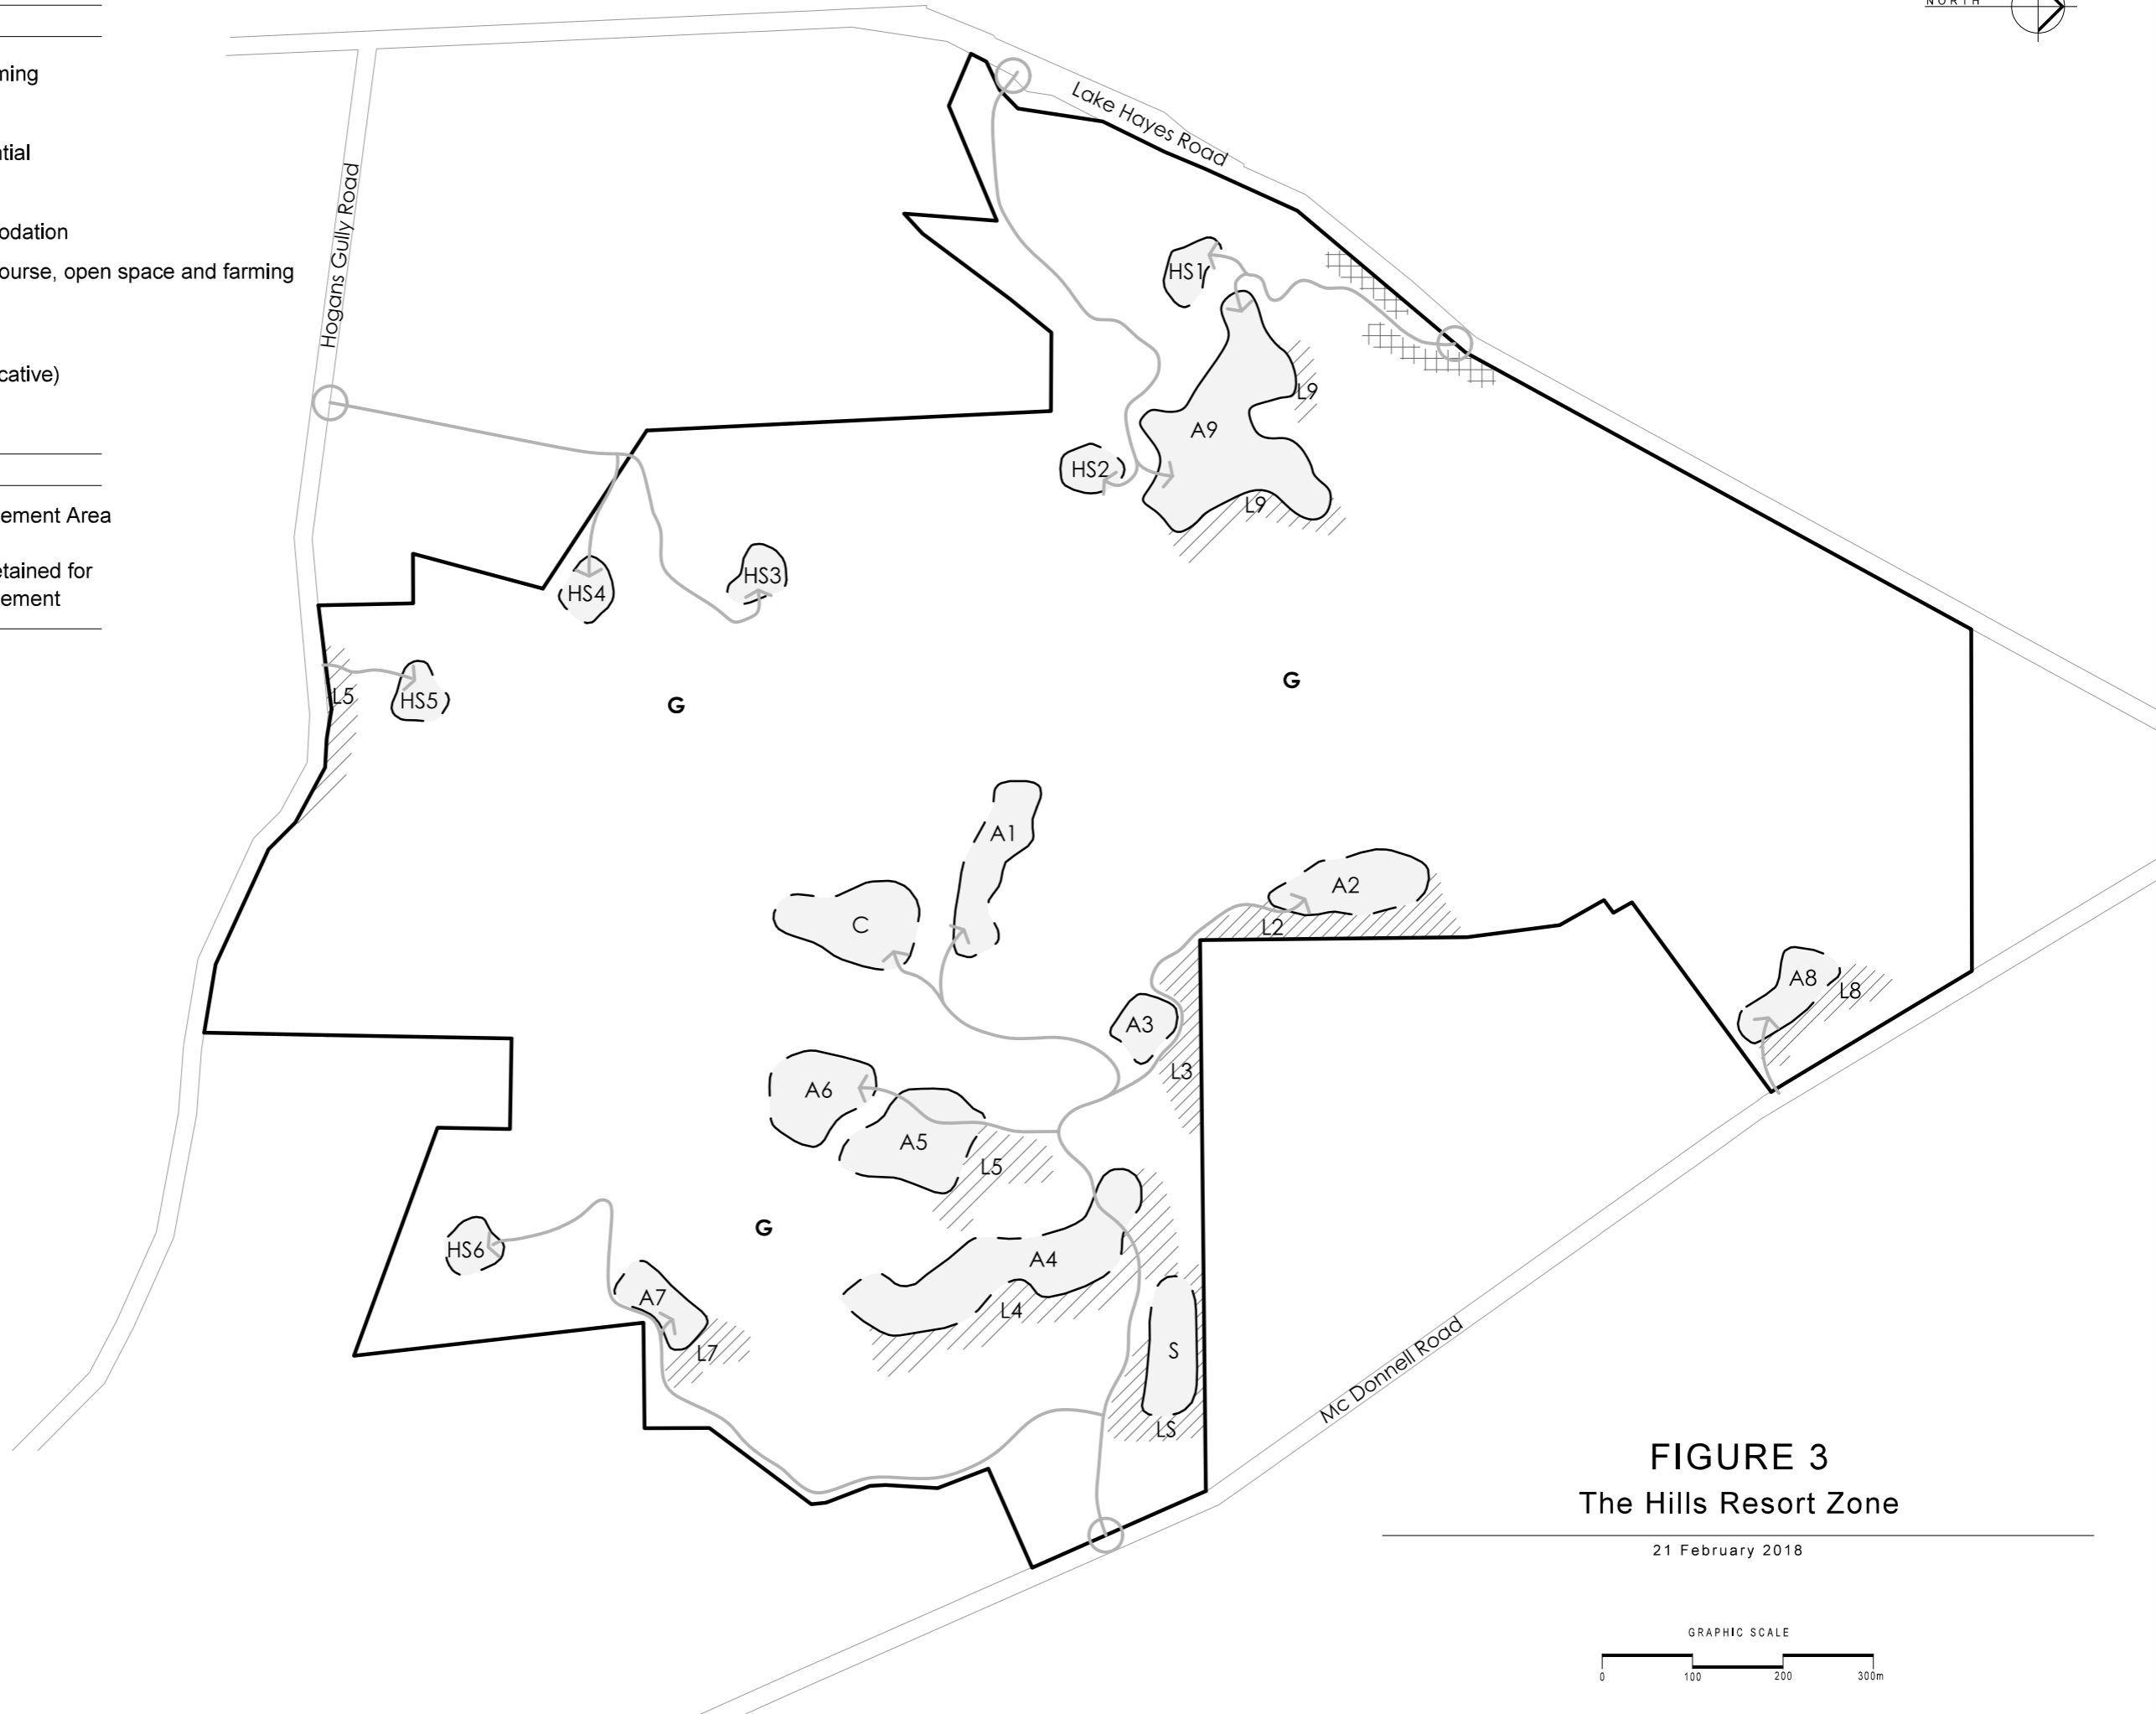 NORTH
ning
ntial
odation
ourse, open space and farming
cative)
ement Area
etained for
ement
Lake Hayes Road
Hogans Gully Road
HS1
L9
A9
HS2
L9
HS3
HS4
L5
HS5
G
G
A1
A2
C
L2
A8
L8
A3
L3
A6
A5
L5
G
HS6
A4
A7
L4
L7
S
LS
Mc Donnell Road
FIGURE 3
The Hills Resort Zone
21 February 2018
GRAPHIC SCALE
0 100 200 300m